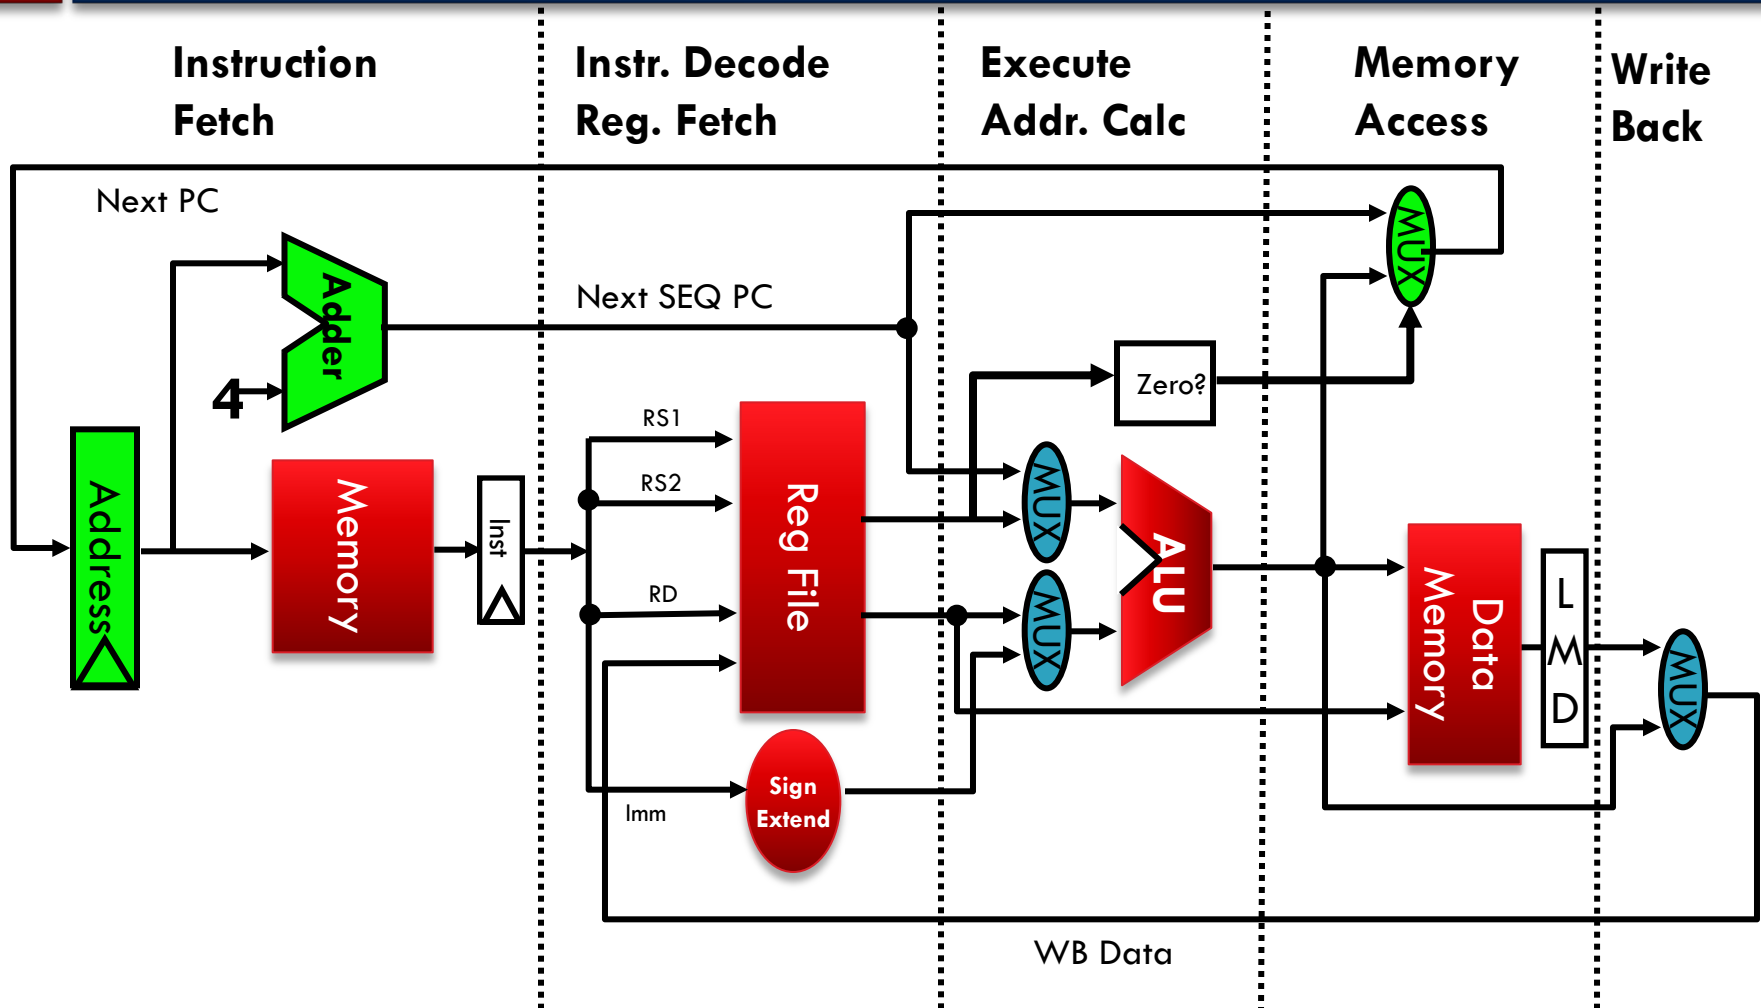 Instruction
Fetch
Instr. Decode
Reg. Fetch
Execute
Addr. Calc
Memory
Access
Write
Back
Next PC
Adder
4
Address
Memory
Inst
Next SEQ PC
RS1
RS2
RD
Imm
Reg File
Sign
Extend
Zero?
MUX
MUX
ALU
MUX
Data
Memory
L
M
D
MUX
WB Data